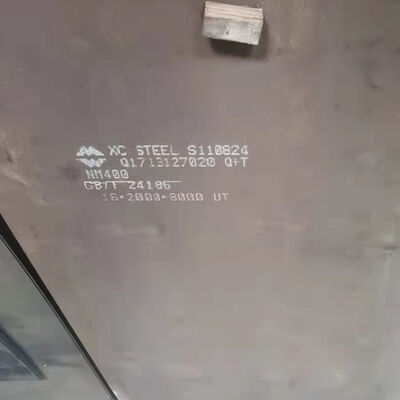 XC STEEL S110824
Q1713127020 Q+T
NM400
GB/T 24186
16*2000*8000 UT